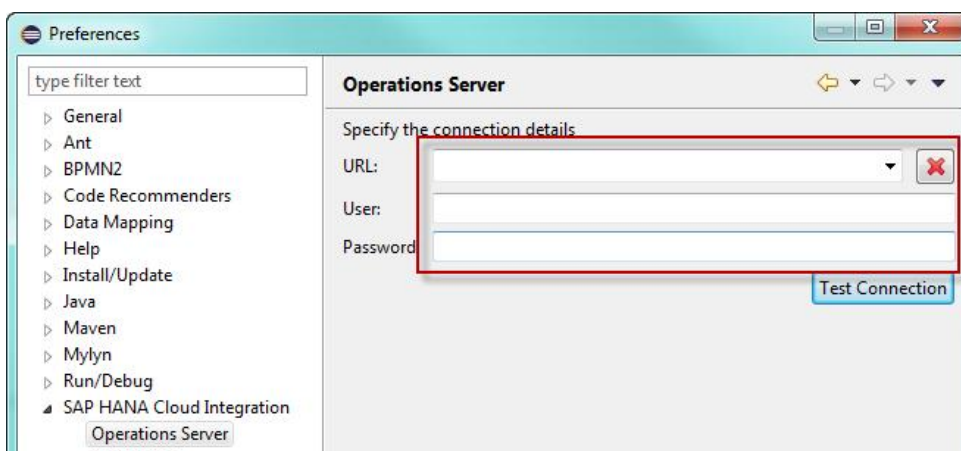 Preferences
type filter text
General
Ant
BPMN2
Code Recommenders
Data Mapping
Help
Install/Update
Java
Maven
Mylyn
Run/Debug
SAP HANA Cloud Integration
Operations Server
Operations Server
Specify the connection details
URL:
User:
Password
Test Connection